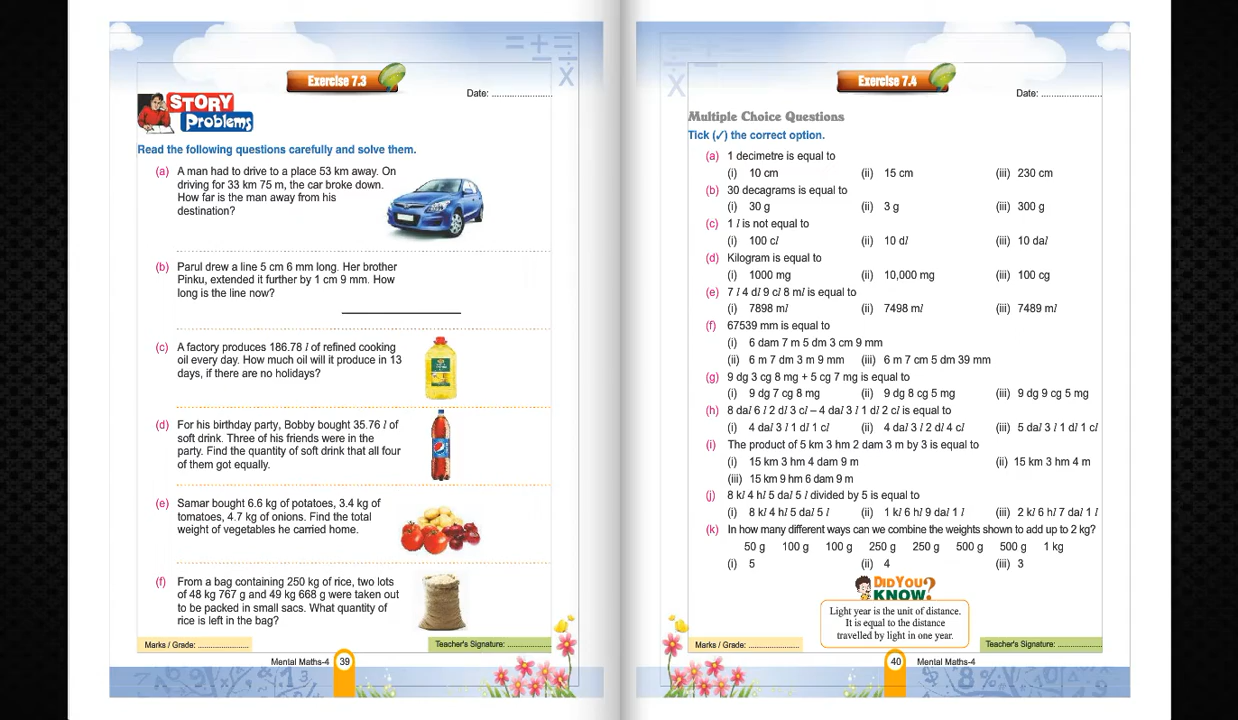 Exercise 7.3
Date: .......................
STORY
Problems
Read the following questions carefully and solve them.
(a) A man had to drive to a place 53 km away. On
driving for 33 km 75 m, the car broke down.
How far is the man away from his
destination?
(b) Parul drew a line 5 cm 6 mm long. Her brother
Pinku, extended it further by 1 cm 9 mm. How
long is the line now?
(c) A factory produces 186.78 l of refined cooking
oil every day. How much oil will it produce in 13
days, if there are no holidays?
(d) For his birthday party, Bobby bought 35.76 l of
soft drink. Three of his friends were in the
party. Find the quantity of soft drink that all four
of them got equally.
(e) Samar bought 6.6 kg of potatoes, 3.4 kg of
tomatoes, 4.7 kg of onions. Find the total
weight of vegetables he carried home.
(f) From a bag containing 250 kg of rice, two lots
of 48 kg 767 g and 49 kg 668 g were taken out
to be packed in small sacs. What quantity of
rice is left in the bag?
Marks / Grade: ......................
Teacher's Signature: ...................
Mental Maths-4 39
Exercise 7.4
Date: .......................
Multiple Choice Questions
Tick (✓) the correct option.
(a) 1 decimetre is equal to
(i) 10 cm (ii) 15 cm (iii) 230 cm
(b) 30 decagrams is equal to
(i) 30 g (ii) 3 g (iii) 300 g
(c) 1 l is not equal to
(i) 100 cl (ii) 10 dl (iii) 10 dal
(d) Kilogram is equal to
(i) 1000 mg (ii) 10,000 mg (iii) 100 cg
(e) 7 l 4 dl 9 cl 8 ml is equal to
(i) 7898 ml (ii) 7498 ml (iii) 7489 ml
(f) 67539 mm is equal to
(i) 6 dam 7 m 5 dm 3 cm 9 mm
(ii) 6 m 7 dm 3 m 9 mm (iii) 6 m 7 cm 5 dm 39 mm
(g) 9 dg 3 cg 8 mg + 5 cg 7 mg is equal to
(i) 9 dg 7 cg 8 mg (ii) 9 dg 8 cg 5 mg (iii) 9 dg 9 cg 5 mg
(h) 8 dal 6 l 2 dl 3 cl – 4 dal 3 l 1 dl 2 cl is equal to
(i) 4 dal 3 l 1 dl 1 cl (ii) 4 dal 3 l 2 dl 4 cl (iii) 5 dal 3 l 1 dl 1 cl
(i) The product of 5 km 3 hm 2 dam 3 m by 3 is equal to
(i) 15 km 3 hm 4 dam 9 m (ii) 15 km 3 hm 4 m
(iii) 15 km 9 hm 6 dam 9 m
(j) 8 kl 4 hl 5 dal 5 l divided by 5 is equal to
(i) 8 kl 4 hl 5 dal 5 l (ii) 1 kl 6 hl 9 dal 1 l (iii) 2 kl 6 hl 7 dal 1 l
(k) In how many different ways can we combine the weights shown to add up to 2 kg?
50 g 100 g 100 g 250 g 250 g 500 g 500 g 1 kg
(i) 5 (ii) 4 (iii) 3
DID YOU
KNOW?
Light year is the unit of distance.
It is equal to the distance
travelled by light in one year.
Marks / Grade: ......................
Teacher's Signature: ...................
40 Mental Maths-4